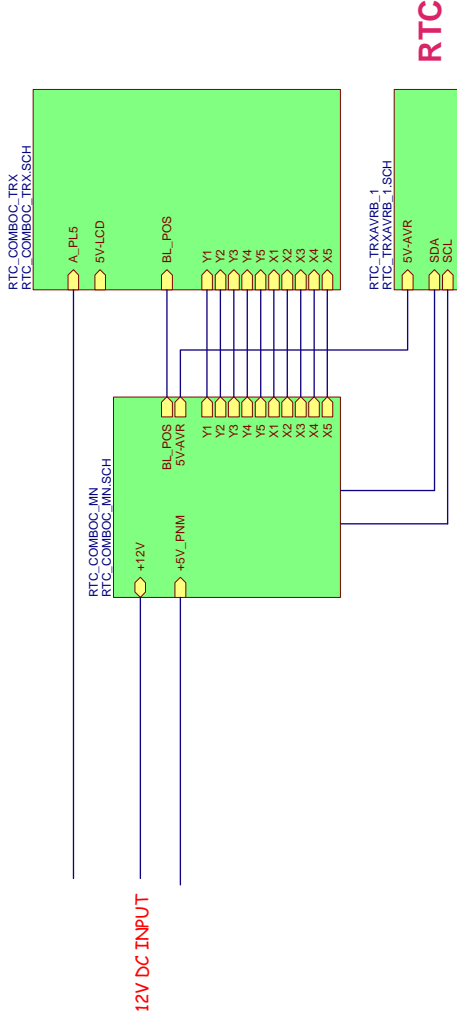 RTC
RTC_COMBOC_TRX
RTC_COMBOC_TRX.SCH
A_PL5
5V-LCD
BL_POS
Y1
Y2
Y3
Y4
Y5
X1
X2
X3
X4
X5
RTC_TRXAVRB_1
RTC_TRXAVRB_1.SCH
5V-AVR
SDA
SCL
RTC_COMBOC_MN
RTC_COMBOC_MN.SCH
+12V
+5V_PNM
BL_POS
5V-AVR
Y1
Y2
Y3
Y4
Y5
X1
X2
X3
X4
X5
12V DC INPUT